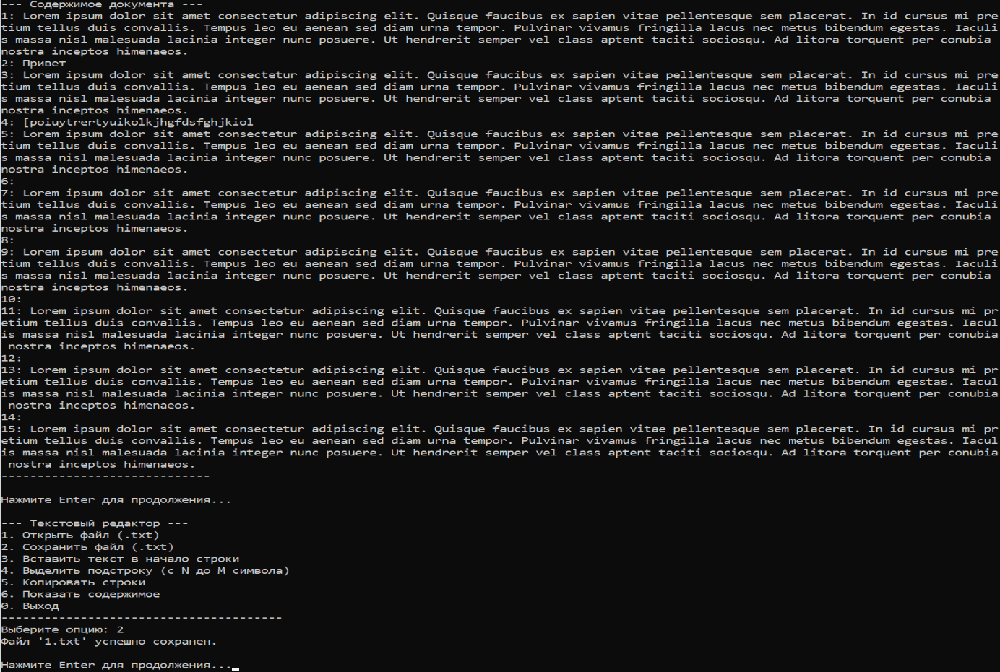 --- Содержимое документа ---
1: Lorem ipsum dolor sit amet consectetur adipiscing elit. Quisque faucibus ex sapien vitae pellentesque sem placerat. In id cursus mi pre
tium tellus duis convallis. Tempus leo eu aenean sed diam urna tempor. Pulvinar vivamus fringilla lacus nec metus bibendum egestas. Iaculi
s massa nisl malesuada lacinia integer nunc posuere. Ut hendrerit semper vel class aptent taciti sociosqu. Ad litora torquent per conubia
nostra inceptos himenaeos.
2: Привет
3: Lorem ipsum dolor sit amet consectetur adipiscing elit. Quisque faucibus ex sapien vitae pellentesque sem placerat. In id cursus mi pre
tium tellus duis convallis. Tempus leo eu aenean sed diam urna tempor. Pulvinar vivamus fringilla lacus nec metus bibendum egestas. Iaculi
s massa nisl malesuada lacinia integer nunc posuere. Ut hendrerit semper vel class aptent taciti sociosqu. Ad litora torquent per conubia
nostra inceptos himenaeos.
4: [poiuytrertyuikolkjhgfdsfghjkiol
5: Lorem ipsum dolor sit amet consectetur adipiscing elit. Quisque faucibus ex sapien vitae pellentesque sem placerat. In id cursus mi pre
tium tellus duis convallis. Tempus leo eu aenean sed diam urna tempor. Pulvinar vivamus fringilla lacus nec metus bibendum egestas. Iaculi
s massa nisl malesuada lacinia integer nunc posuere. Ut hendrerit semper vel class aptent taciti sociosqu. Ad litora torquent per conubia
nostra inceptos himenaeos.
6:
7: Lorem ipsum dolor sit amet consectetur adipiscing elit. Quisque faucibus ex sapien vitae pellentesque sem placerat. In id cursus mi pre
tium tellus duis convallis. Tempus leo eu aenean sed diam urna tempor. Pulvinar vivamus fringilla lacus nec metus bibendum egestas. Iaculi
s massa nisl malesuada lacinia integer nunc posuere. Ut hendrerit semper vel class aptent taciti sociosqu. Ad litora torquent per conubia
nostra inceptos himenaeos.
8:
9: Lorem ipsum dolor sit amet consectetur adipiscing elit. Quisque faucibus ex sapien vitae pellentesque sem placerat. In id cursus mi pre
tium tellus duis convallis. Tempus leo eu aenean sed diam urna tempor. Pulvinar vivamus fringilla lacus nec metus bibendum egestas. Iaculi
s massa nisl malesuada lacinia integer nunc posuere. Ut hendrerit semper vel class aptent taciti sociosqu. Ad litora torquent per conubia
nostra inceptos himenaeos.
10:
11: Lorem ipsum dolor sit amet consectetur adipiscing elit. Quisque faucibus ex sapien vitae pellentesque sem placerat. In id cursus mi pr
etium tellus duis convallis. Tempus leo eu aenean sed diam urna tempor. Pulvinar vivamus fringilla lacus nec metus bibendum egestas. Iacul
is massa nisl malesuada lacinia integer nunc posuere. Ut hendrerit semper vel class aptent taciti sociosqu. Ad litora torquent per conubia
 nostra inceptos himenaeos.
12:
13: Lorem ipsum dolor sit amet consectetur adipiscing elit. Quisque faucibus ex sapien vitae pellentesque sem placerat. In id cursus mi pr
etium tellus duis convallis. Tempus leo eu aenean sed diam urna tempor. Pulvinar vivamus fringilla lacus nec metus bibendum egestas. Iacul
is massa nisl malesuada lacinia integer nunc posuere. Ut hendrerit semper vel class aptent taciti sociosqu. Ad litora torquent per conubia
 nostra inceptos himenaeos.
14:
15: Lorem ipsum dolor sit amet consectetur adipiscing elit. Quisque faucibus ex sapien vitae pellentesque sem placerat. In id cursus mi pr
etium tellus duis convallis. Tempus leo eu aenean sed diam urna tempor. Pulvinar vivamus fringilla lacus nec metus bibendum egestas. Iacul
is massa nisl malesuada lacinia integer nunc posuere. Ut hendrerit semper vel class aptent taciti sociosqu. Ad litora torquent per conubia
 nostra inceptos himenaeos.
-----------------------------
Нажмите Enter для продолжения...
--- Текстовый редактор ---
1. Открыть файл (.txt)
2. Сохранить файл (.txt)
3. Вставить текст в начало строки
4. Выделить подстроку (с N до M символа)
5. Копировать строки
6. Показать содержимое
0. Выход
---------------------------------------
Выберите опцию: 2
Файл '1.txt' успешно сохранен.
Нажмите Enter для продолжения...